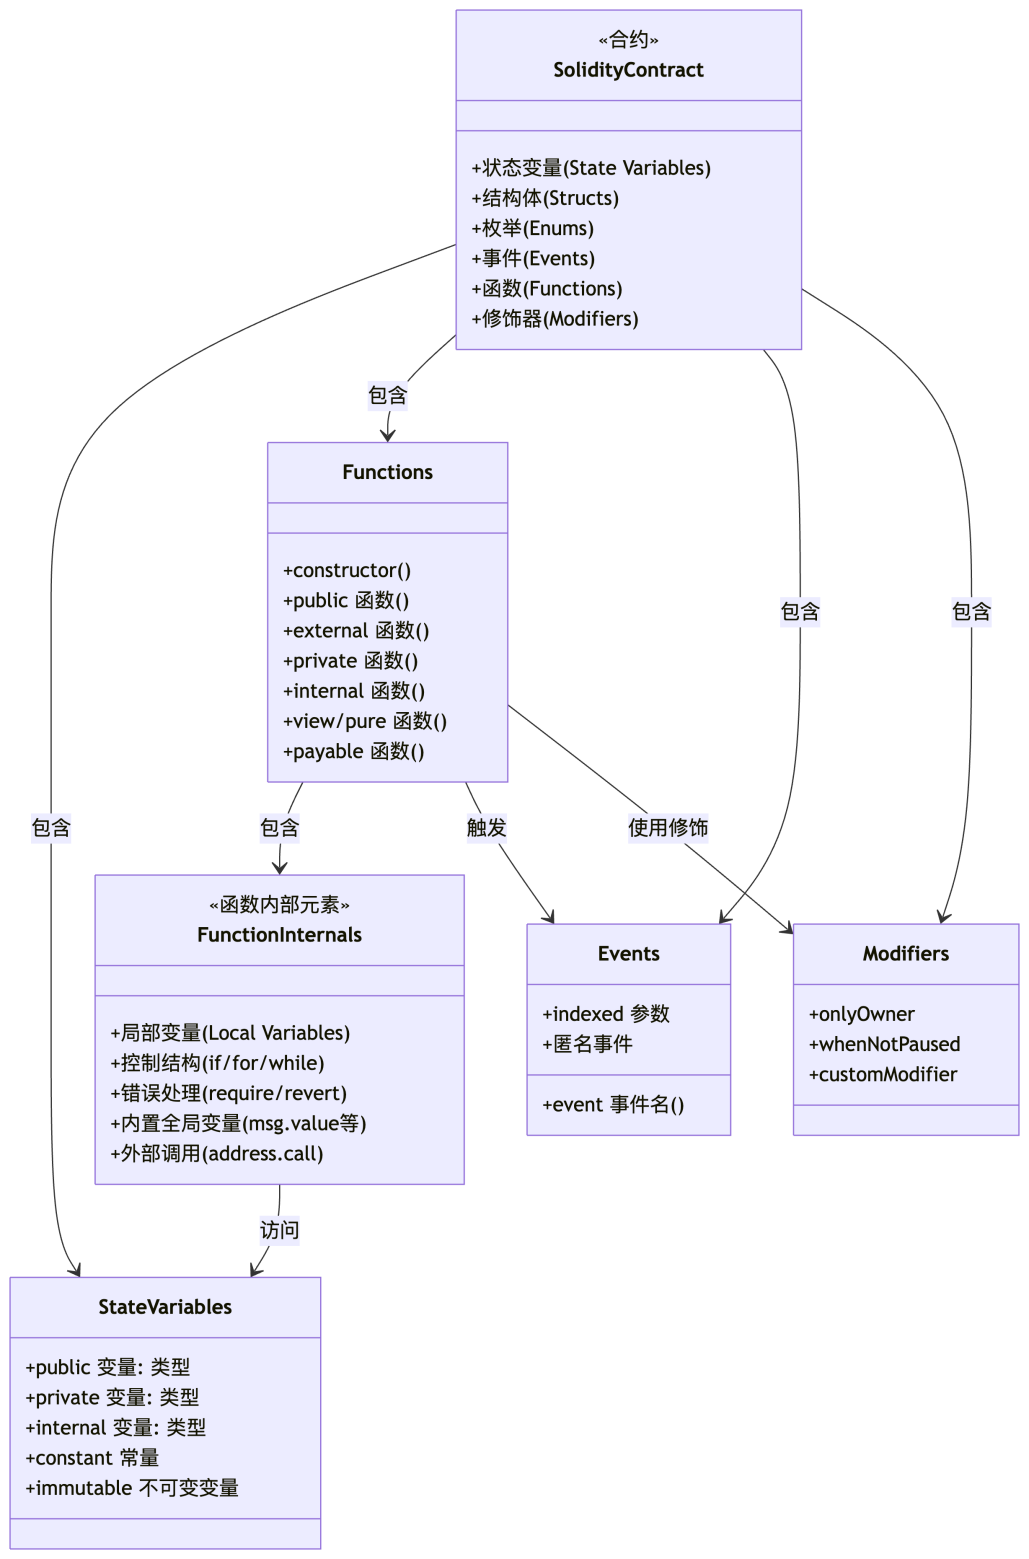 «合约»
SolidityContract
+状态变量(State Variables)
+结构体(Structs)
+枚举(Enums)
+事件(Events)
+函数(Functions)
+修饰器(Modifiers)
包含
Functions
+constructor()
+public 函数()
+external 函数()
+private 函数()
+internal 函数()
+view/pure 函数()
+payable 函数()
包含
包含
包含
包含
触发
使用修饰
«函数内部元素»
FunctionInternals
+局部变量(Local Variables)
+控制结构(if/for/while)
+错误处理(require/revert)
+内置全局变量(msg.value等)
+外部调用(address.call)
Events
+indexed 参数
+匿名事件
+event 事件名()
Modifiers
+onlyOwner
+whenNotPaused
+customModifier
访问
StateVariables
+public 变量: 类型
+private 变量: 类型
+internal 变量: 类型
+constant 常量
+immutable 不可变变量